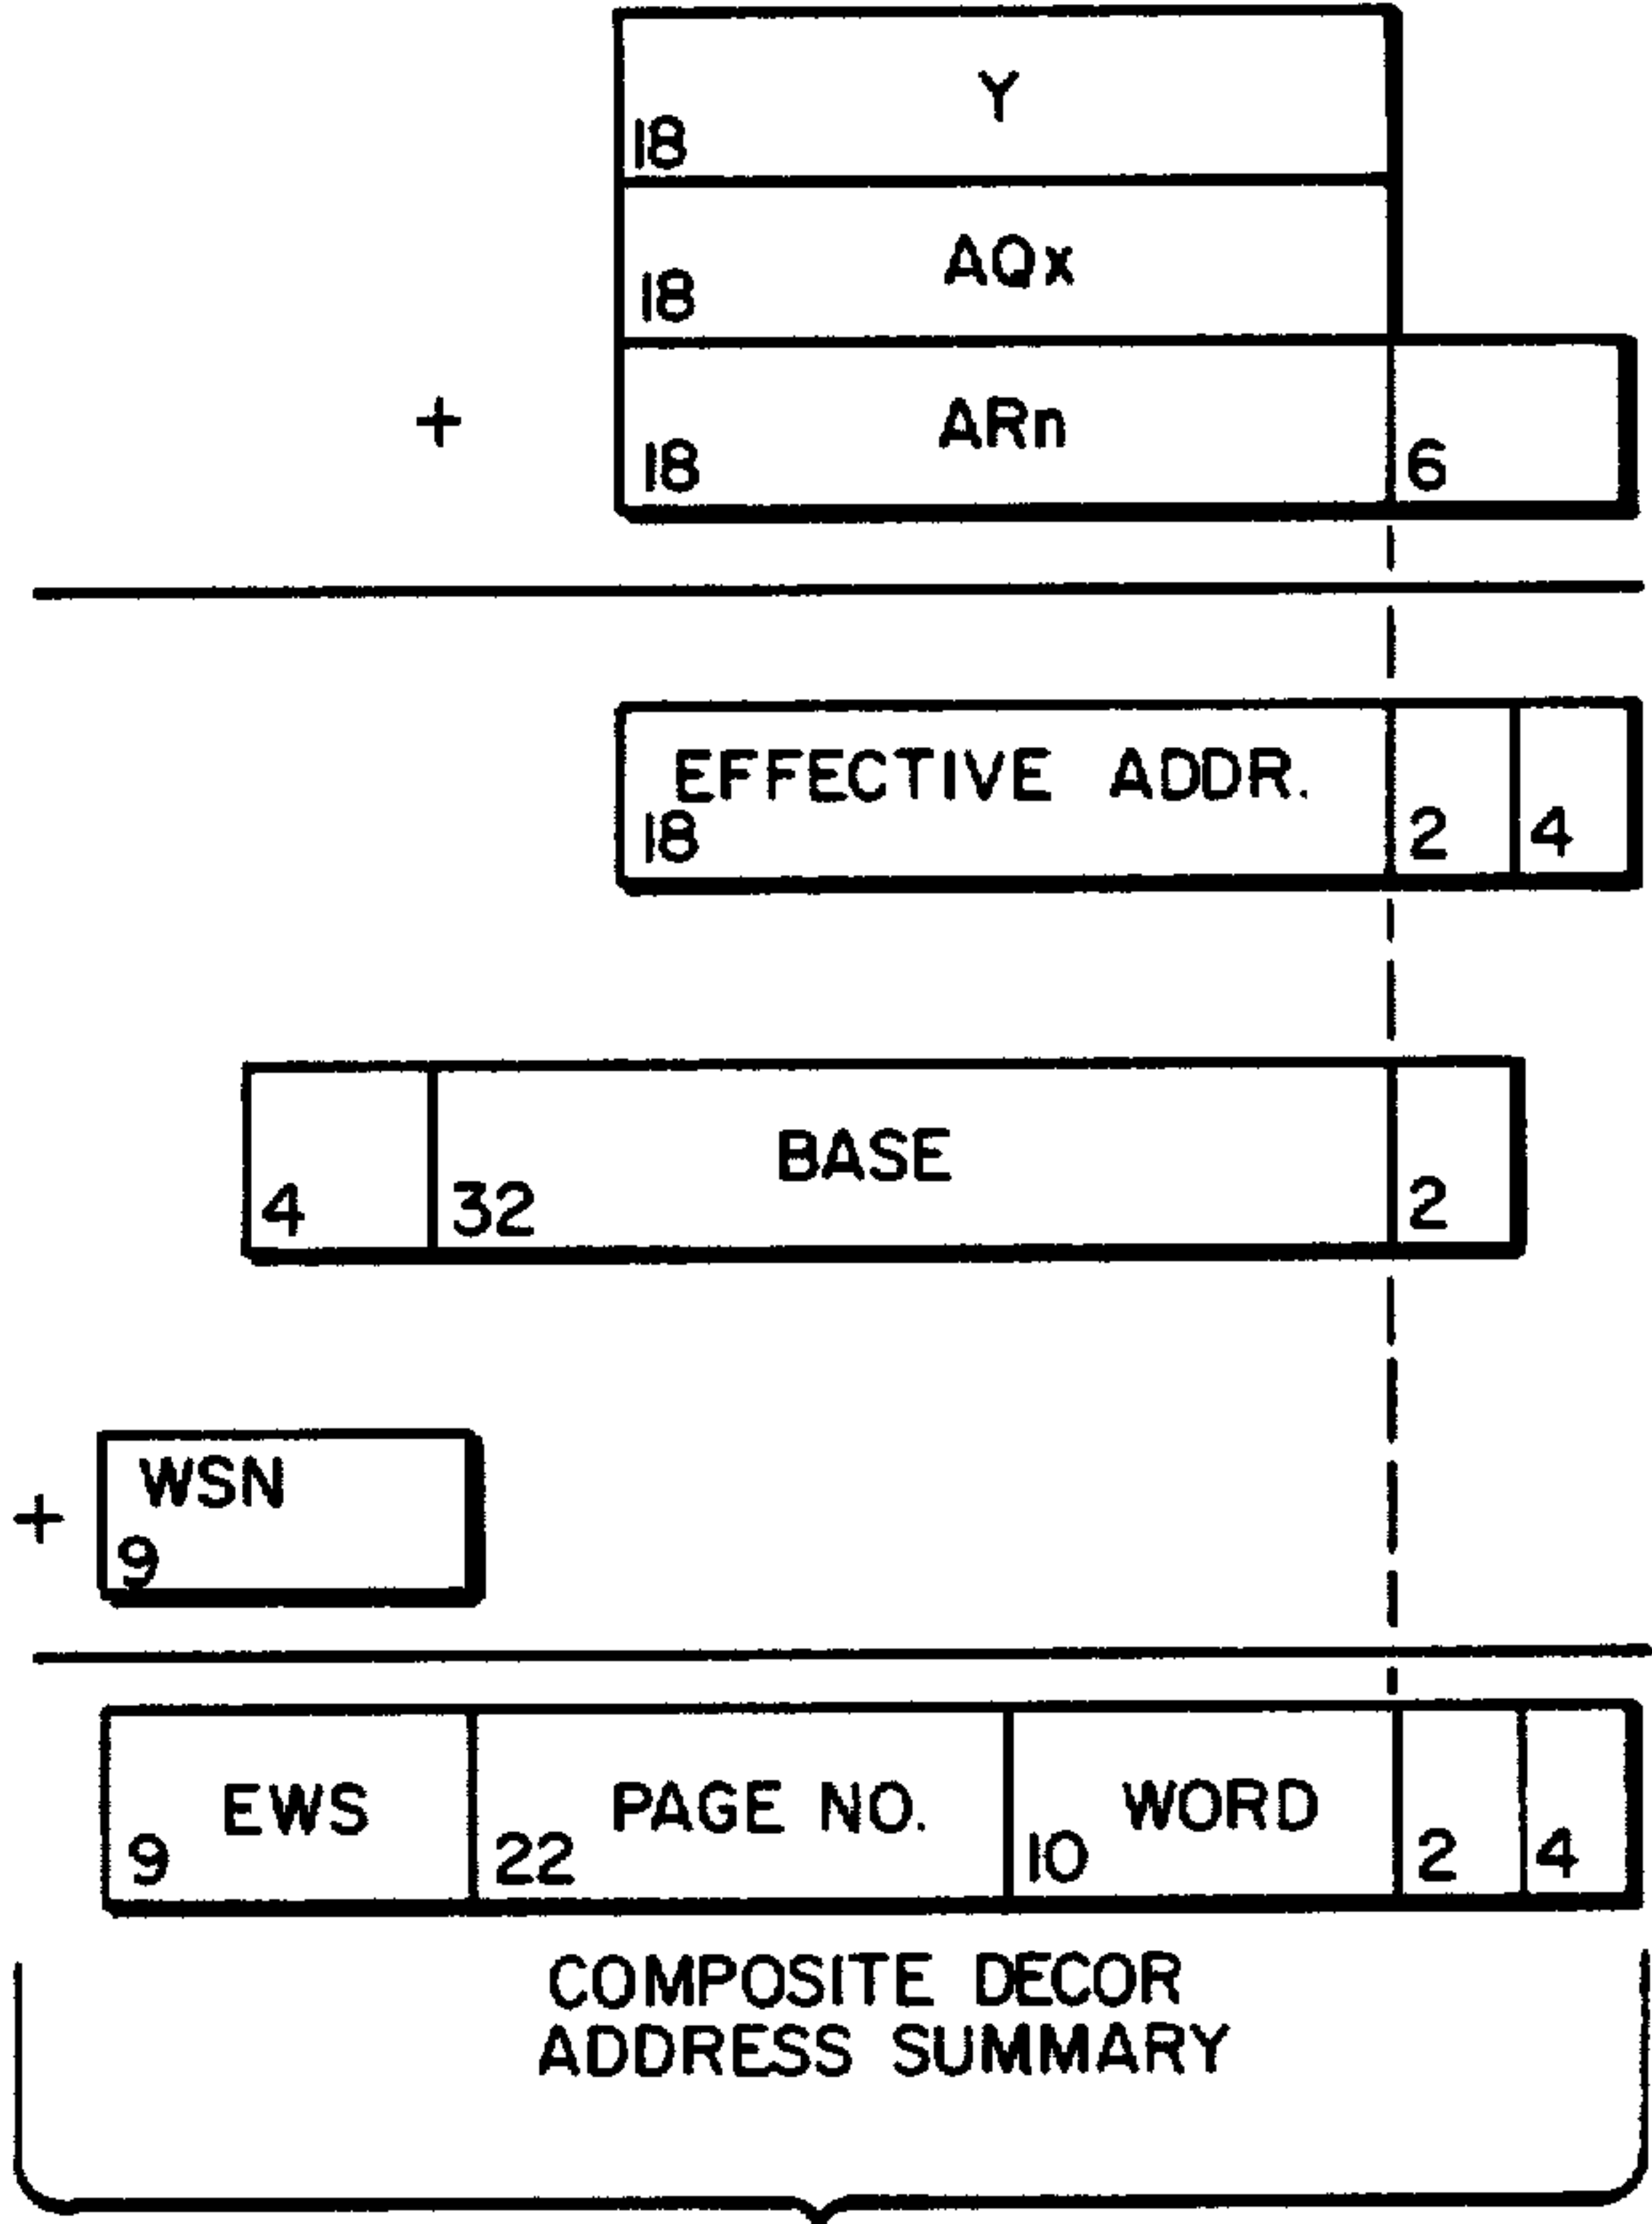 Y
18
AQx
18
+ ARn
18 6
EFFECTIVE ADDR.
18 2 4
BASE
4 32 2
WSN
+
9
EWS PAGE NO. WORD
9 22 10 2 4
COMPOSITE DECOR
ADDRESS SUMMARY